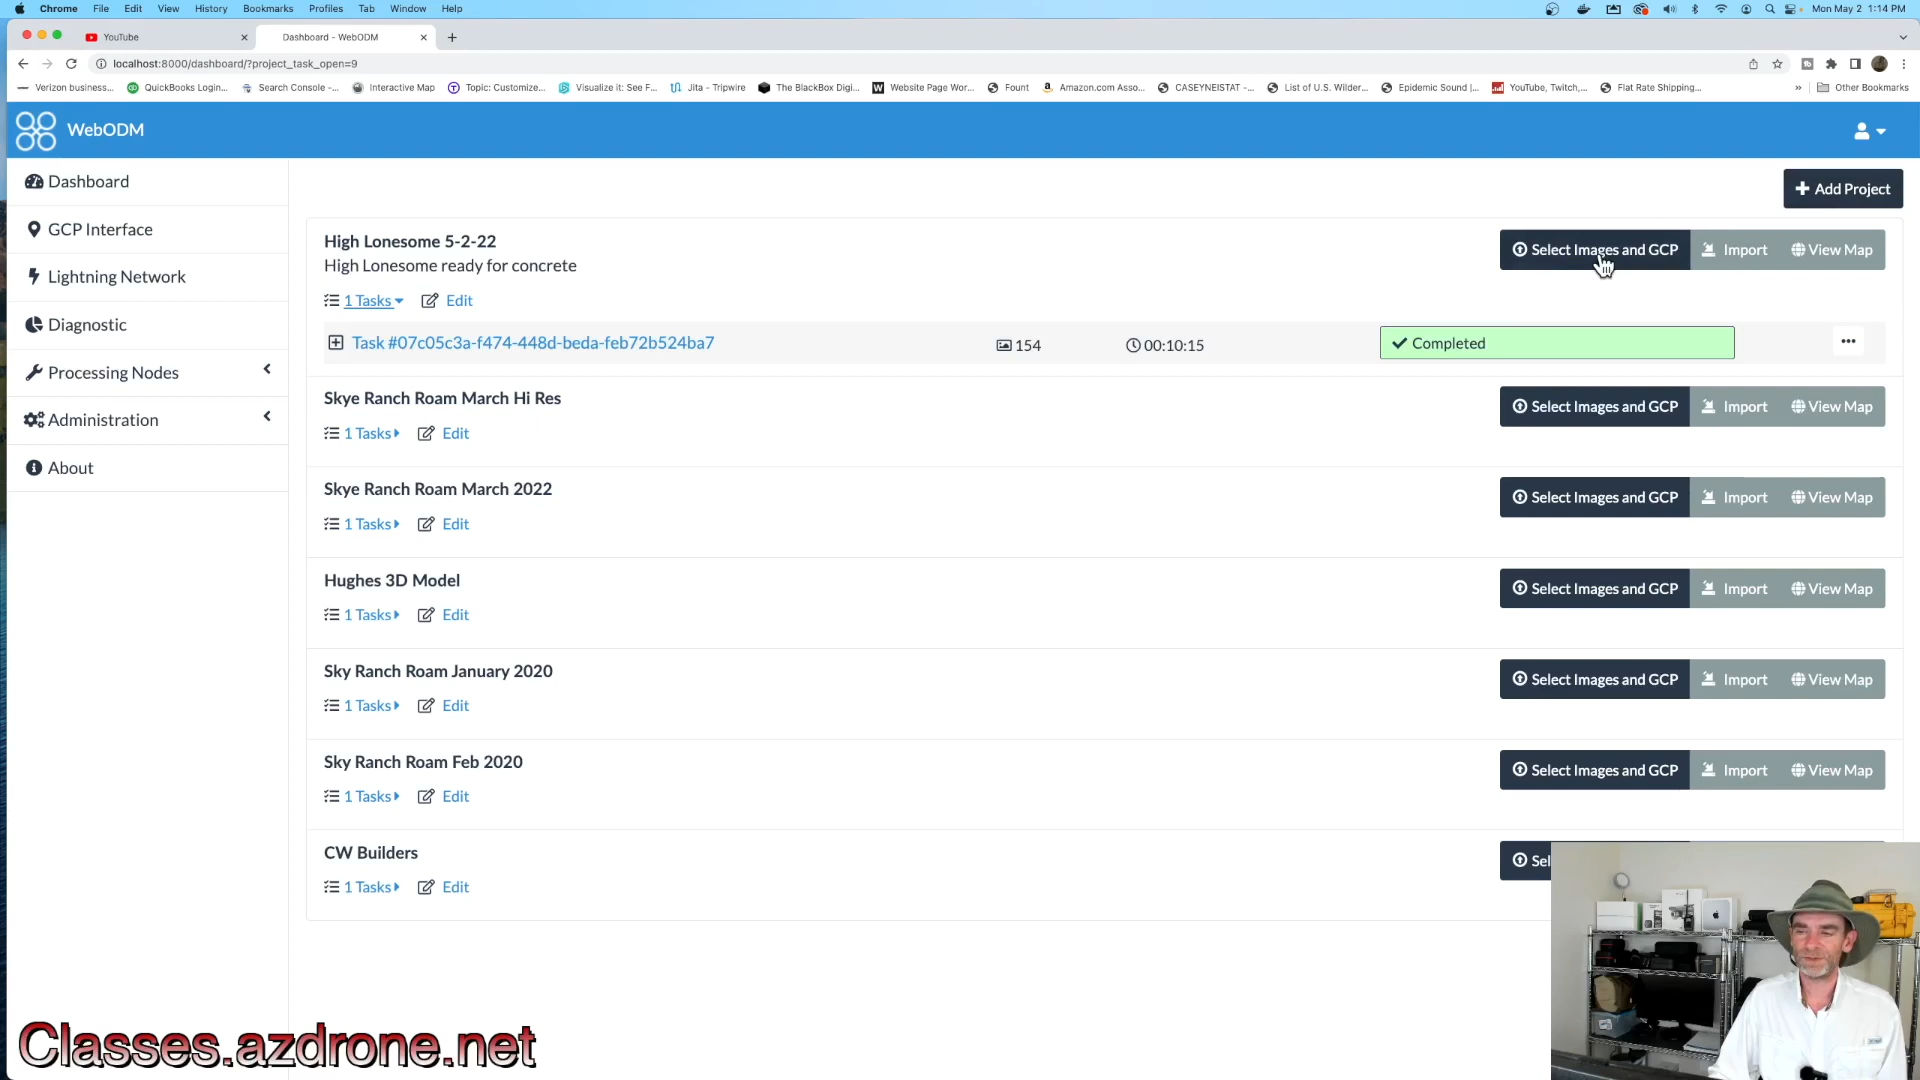 Chrome File Edit View History Bookmarks Profiles Tab Window Help Mon May 2 1:14 PM
YouTube Dashboard - WebODM
localhost:8000/dashboard/?project_task_open=9
Verizon business... QuickBooks Login... Search Console -... Interactive Map Topic: Customize... Visualize it: See F... Jita - Tripwire The BlackBox Digi... Website Page Wor... Fount Amazon.com Asso... CASEYNEISTAT -... List of U.S. Wilder... Epidemic Sound |... YouTube, Twitch,... Flat Rate Shipping... » Other Bookmarks
WebODM
Dashboard
GCP Interface
Lightning Network
Diagnostic
Processing Nodes
Administration
About
Add Project
High Lonesome 5-2-22
High Lonesome ready for concrete
Select Images and GCP Import View Map
1 Tasks Edit
Task #07c05c3a-f474-448d-beda-feb72b524ba7 154 00:10:15 Completed
Skye Ranch Roam March Hi Res
Select Images and GCP Import View Map
1 Tasks Edit
Skye Ranch Roam March 2022
Select Images and GCP Import View Map
1 Tasks Edit
Hughes 3D Model
Select Images and GCP Import View Map
1 Tasks Edit
Sky Ranch Roam January 2020
Select Images and GCP Import View Map
1 Tasks Edit
Sky Ranch Roam Feb 2020
Select Images and GCP Import View Map
1 Tasks Edit
CW Builders
Sel
1 Tasks Edit
Classes.azdrone.net